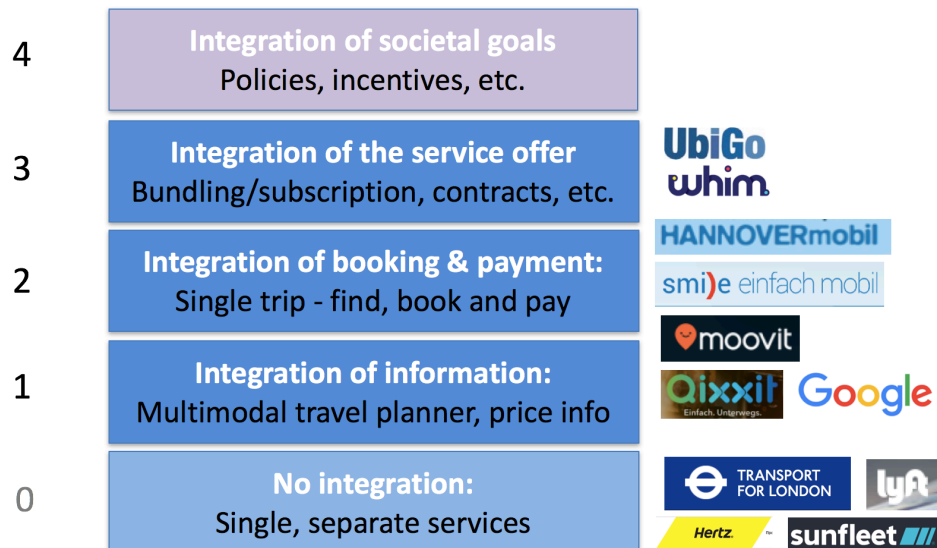 4
Integration of societal goals
Policies, incentives, etc.
3
Integration of the service offer
Bundling/subscription, contracts, etc.
UbiGo
whim
2
Integration of booking & payment:
Single trip - find, book and pay
HANNOVERmobil
smi)e einfach mobil
1
Integration of information:
Multimodal travel planner, price info
moovit
Qixxit
Einfach. Unterwegs.
Google
0
No integration:
Single, separate services
TRANSPORT
FOR LONDON
lyft
Hertz.
sunfleet